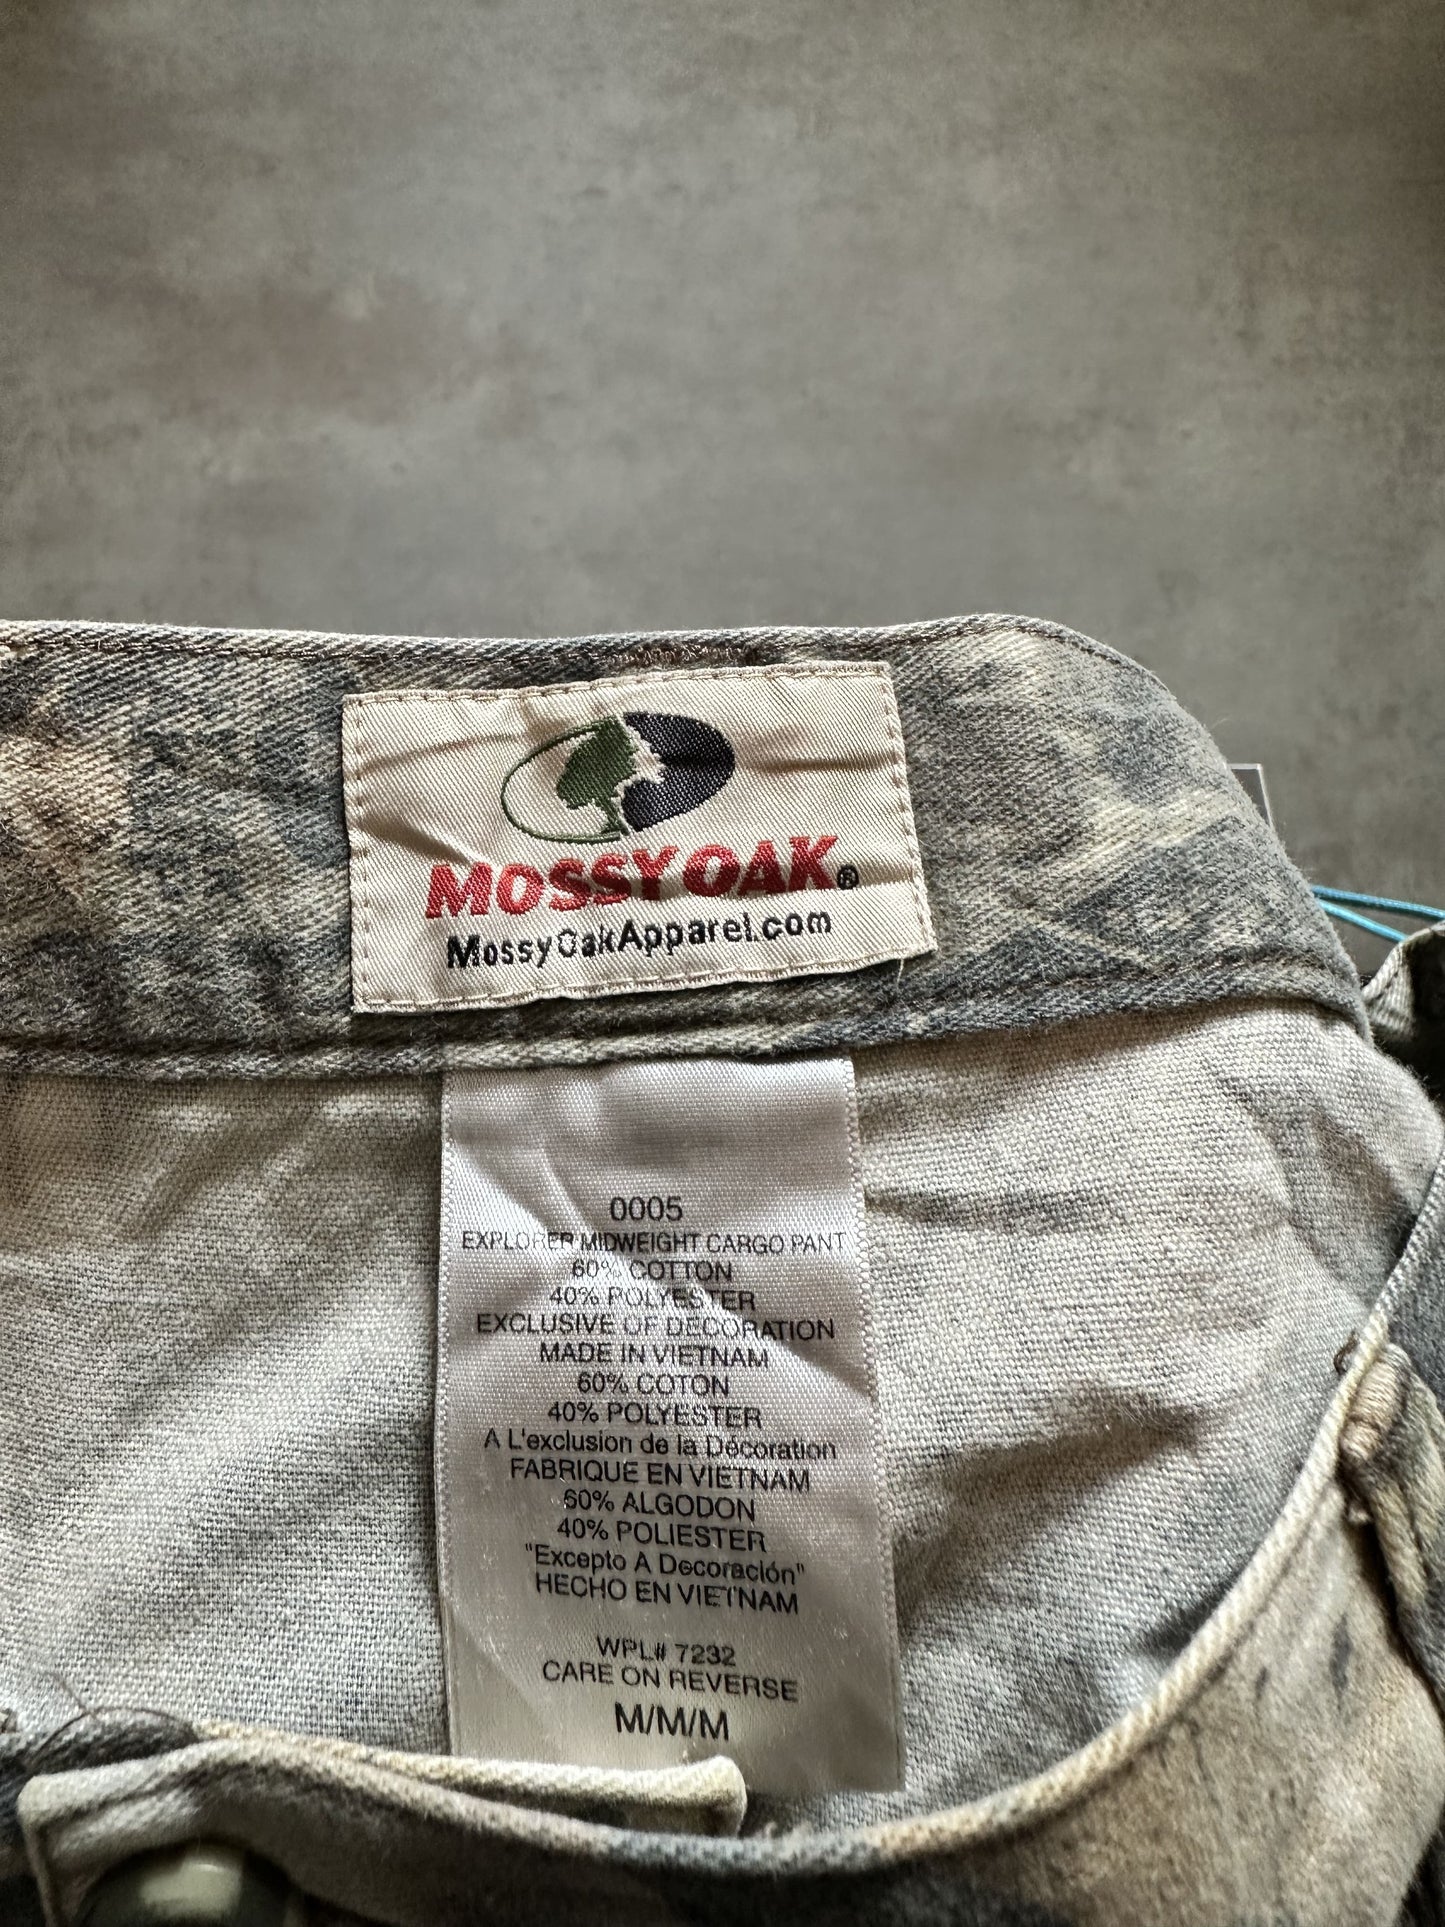 MOSSY OAK®
MossyOakApparel.com
0005
EXPLORER MIDWEIGHT CARGO PANT
60% COTTON
40% POLYESTER
EXCLUSIVE OF DECORATION
MADE IN VIETNAM
60% COTON
40% POLYESTER
A L'exclusion de la Décoration
FABRIQUE EN VIETNAM
60% ALGODON
40% POLIESTER
"Excepto A Decoración"
HECHO EN VIETNAM
WPL# 7232
CARE ON REVERSE
M/M/M